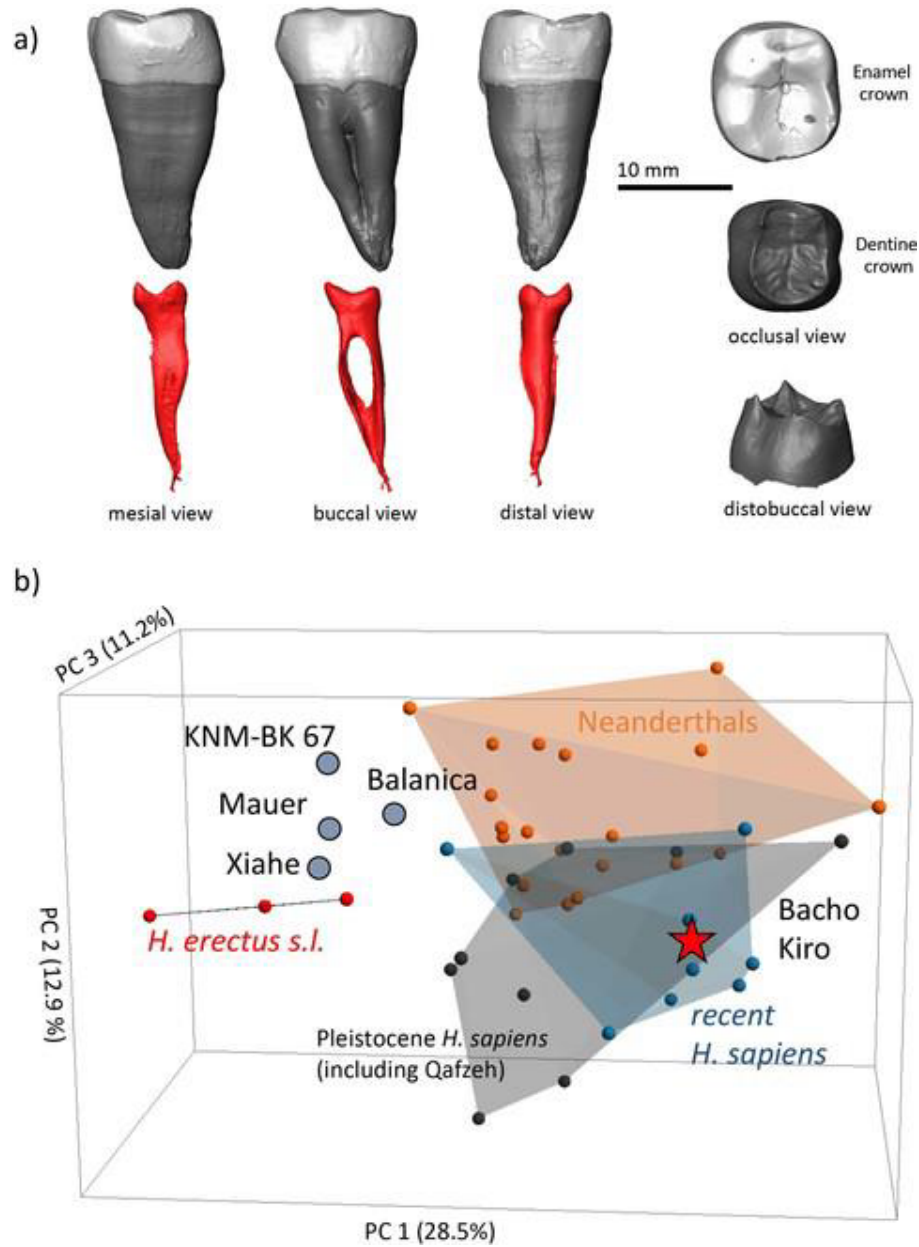 a)
Enamel
crown
10 mm
Dentine
crown
occlusal view
mesial view
buccal view
distal view
distobuccal view
b)
PC 3 (11.2%)
KNM-BK 67
Neanderthals
Balanica
Mauer
Xiahe
Bacho
Kiro
H. erectus s.l.
PC 2 (12.9 %)
recent
H. sapiens
Pleistocene H. sapiens
(including Qafzeh)
PC 1 (28.5%)